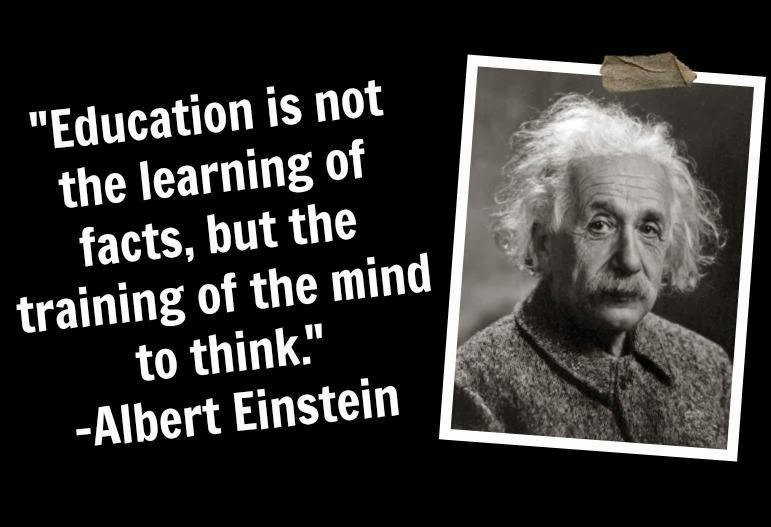 "Education is not
the learning of
facts, but the
training of the mind
to think."
-Albert Einstein